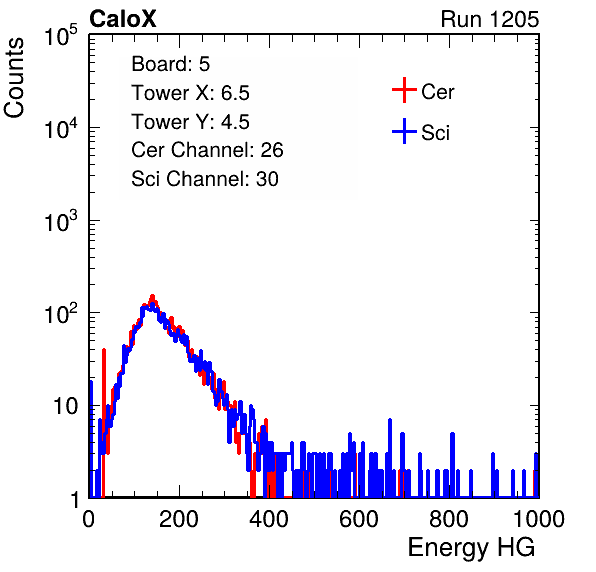 CaloX Run 1205
Counts
Board: 5
Tower X: 6.5
Tower Y: 4.5
Cer Channel: 26
Sci Channel: 30
Cer
Sci
10^5
10^4
10^3
10^2
10
1
0 200 400 600 800 1000
Energy HG